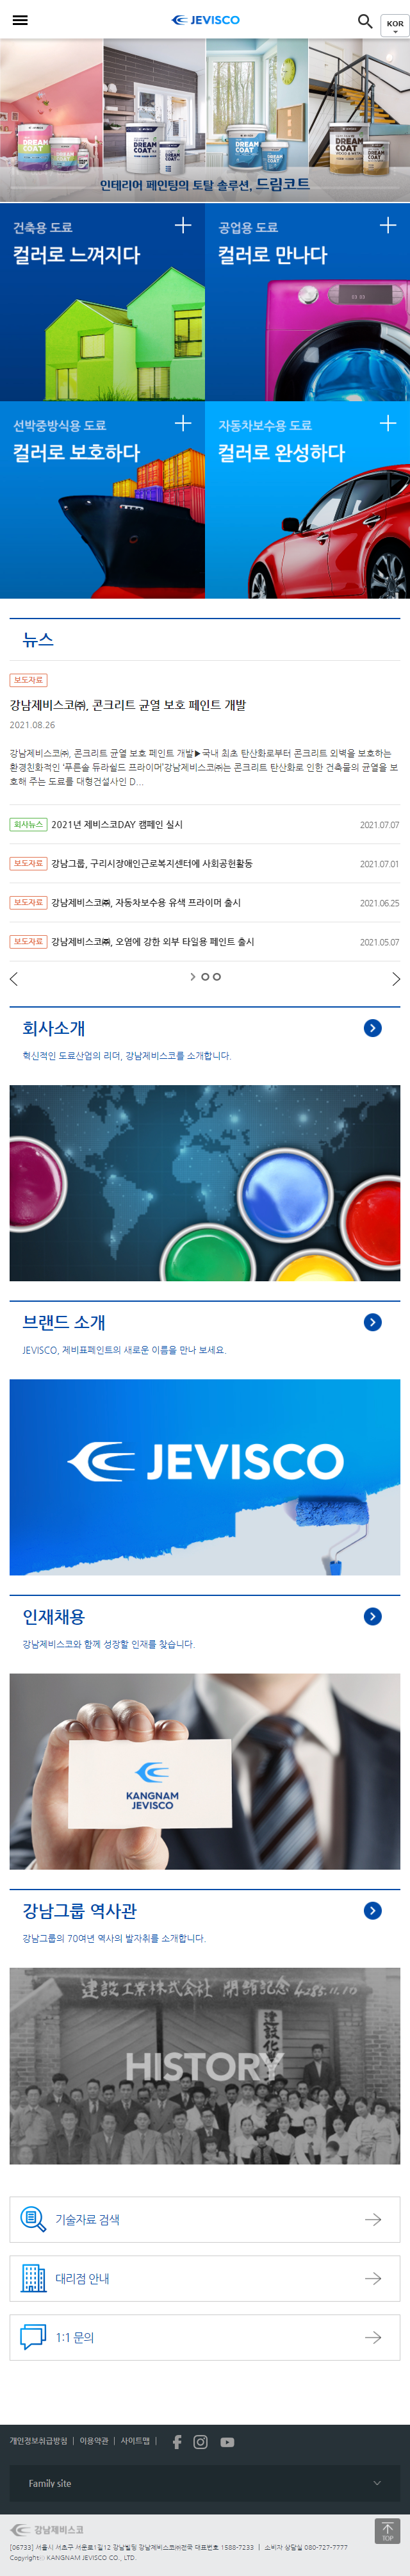 JEVISCO
KOR
DREAM COAT
DREAM COAT
DREAM COAT
DREAM COAT
인테리어 페인팅의 토탈 솔루션, 드림코트
건축용 도료
컬러로 느껴지다
공업용 도료
컬러로 만나다
선박중방식용 도료
컬러로 보호하다
자동차보수용 도료
컬러로 완성하다
뉴스
보도자료
강남제비스코㈜, 콘크리트 균열 보호 페인트 개발
2021.08.26
강남제비스코㈜, 콘크리트 균열 보호 페인트 개발▶국내 최초 탄산화로부터 콘크리트 외벽을 보호하는
환경친화적인 '푸른솔 듀라쉴드 프라이머'강남제비스코㈜는 콘크리트 탄산화로 인한 건축물의 균열을 보
호해 주는 도료를 대형건설사인 D...
회사뉴스 2021년 제비스코DAY 캠페인 실시 2021.07.07
보도자료 강남그룹, 구리시장애인근로복지센터에 사회공헌활동 2021.07.01
보도자료 강남제비스코㈜, 자동차보수용 유색 프라이머 출시 2021.06.25
보도자료 강남제비스코㈜, 오염에 강한 외부 타일용 페인트 출시 2021.05.07
회사소개
혁신적인 도료산업의 리더, 강남제비스코를 소개합니다.
브랜드 소개
JEVISCO, 제비표페인트의 새로운 이름을 만나 보세요.
JEVISCO
인재채용
강남제비스코와 함께 성장할 인재를 찾습니다.
KANGNAM
JEVISCO
강남그룹 역사관
강남그룹의 70여년 역사의 발자취를 소개합니다.
建設工業株式会社 開館記念 4285.11.10
HISTORY
기술자료 검색
대리점 안내
1:1 문의
개인정보취급방침 | 이용약관 | 사이트맵 |
Family site
강남제비스코
TOP
[06733] 서울시 서초구 서운로1길12 강남빌딩 강남제비스코㈜전국 대표번호 1588-7233 | 소비자 상담실 080-727-7777
Copyrightⓒ KANGNAM JEVISCO CO., LTD.